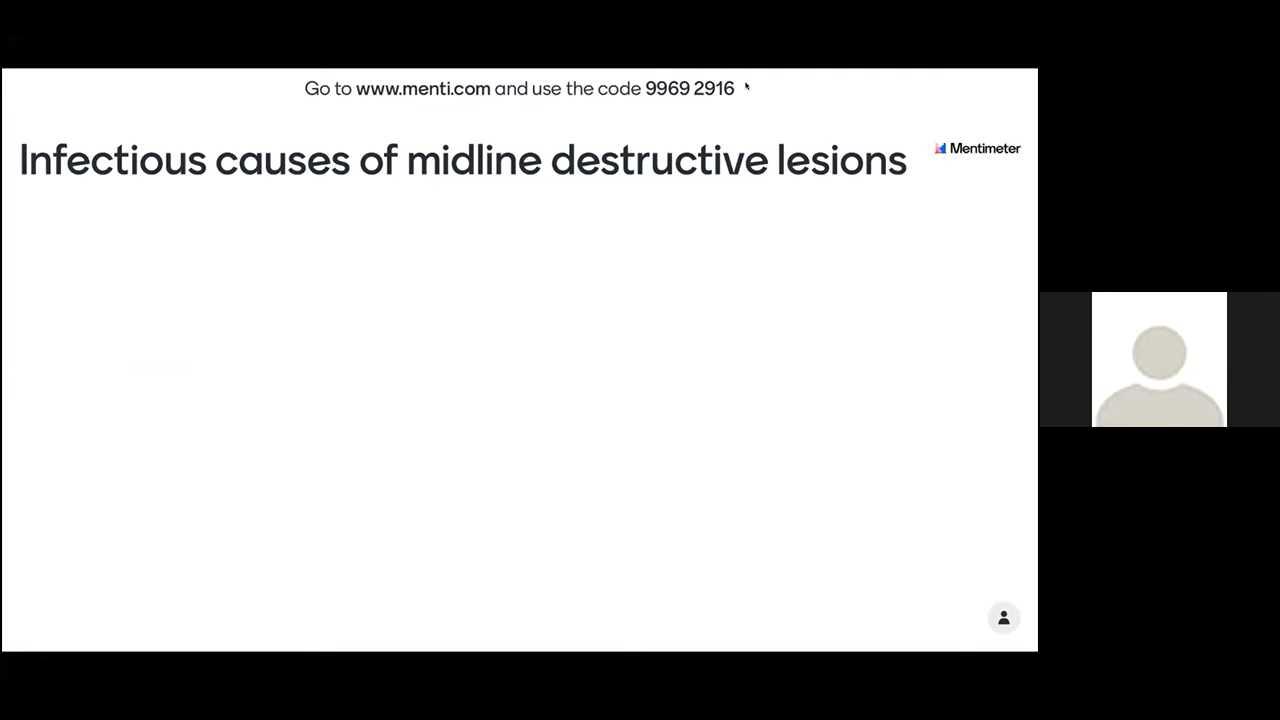 Go to www.menti.com and use the code 9969 2916
Infectious causes of midline destructive lesions
Mentimeter